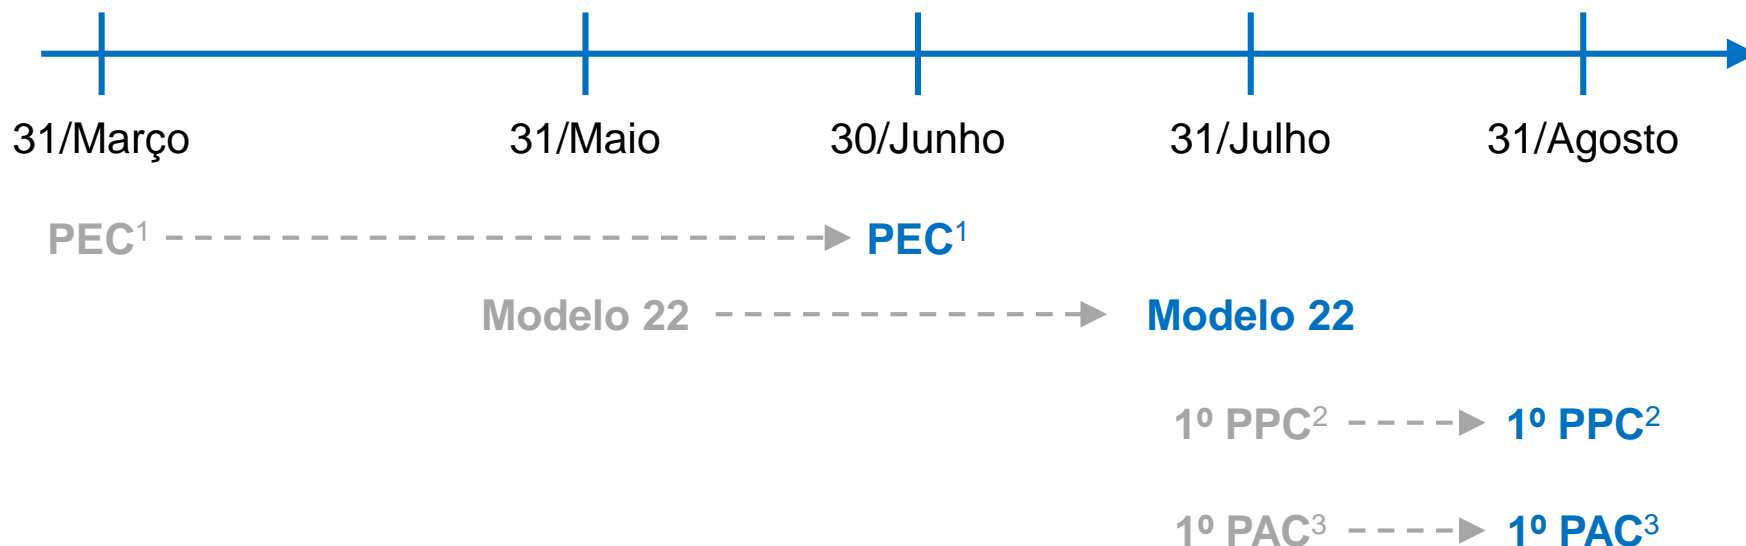 31/Março 31/Maio 30/Junho 31/Julho 31/Agosto
PEC¹ PEC¹
Modelo 22 Modelo 22
1º PPC² 1º PPC²
1º PAC³ 1º PAC³